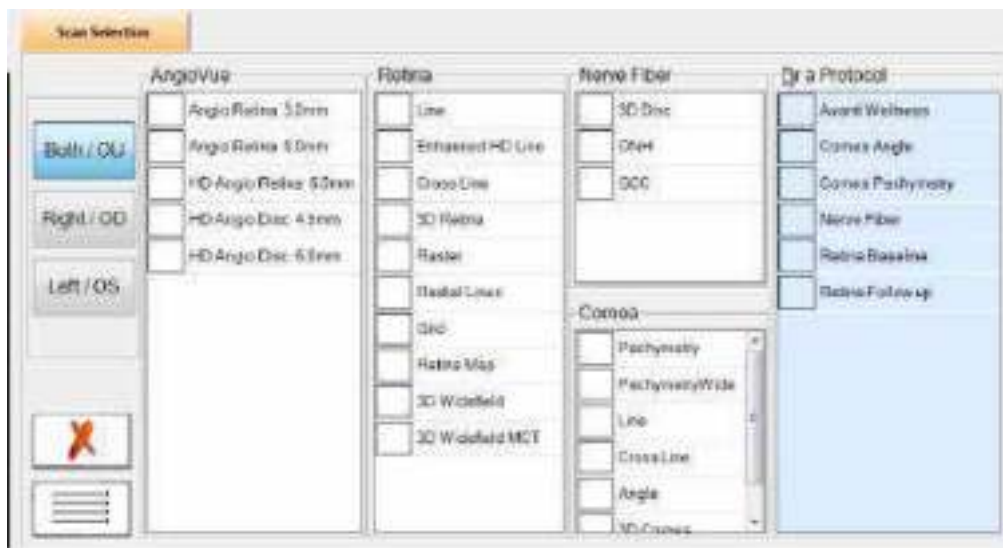 Scan Selection
AngioVue
Angio Retina 3.0mm
Angio Retina 6.0mm
HD Angio Retina 6.0mm
HD Angio Disc 4.5mm
HD Angio Disc 6.0mm
Both / OU
Right / OD
Left / OS
Retina
Line
Enhanced HD Line
Cross Line
3D Retina
Raster
Radial Lines
Grid
Retina Map
3D Widefield
3D Widefield MCT
Nerve Fiber
3D Disc
ONH
GCC
Cornea
Pachymetry
PachymetryWide
Line
Cross Line
Angle
3D Cornea
Or a Protocol
Avanti Wellness
Cornea Angle
Cornea Pachymetry
Nerve Fiber
Retina Baseline
Retina Follow up